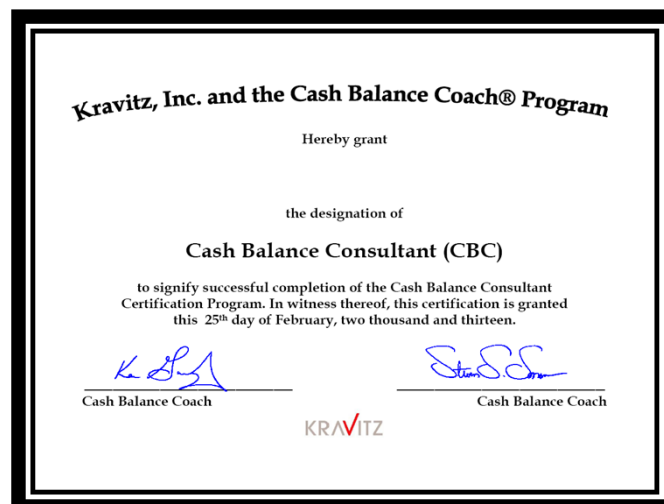 Kravitz, Inc. and the Cash Balance Coach® Program
Hereby grant
the designation of
Cash Balance Consultant (CBC)
to signify successful completion of the Cash Balance Consultant
Certification Program. In witness thereof, this certification is granted
this 25th day of February, two thousand and thirteen.
Cash Balance Coach Cash Balance Coach
KRAVITZ